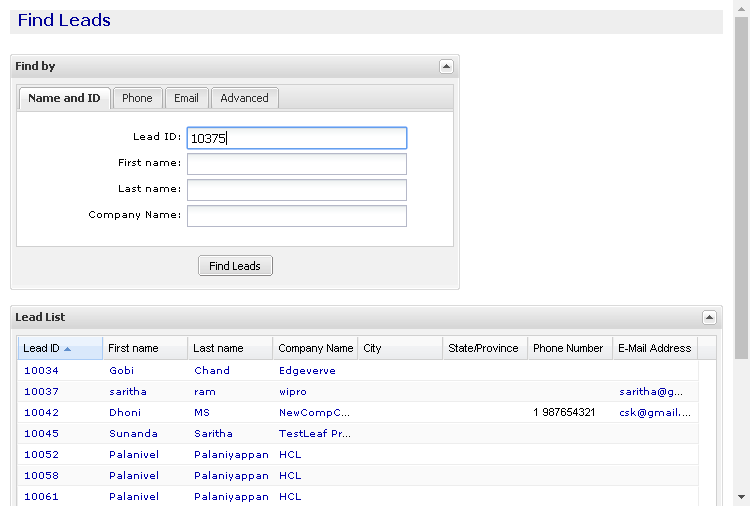 Find Leads
Find by
Name and ID Phone Email Advanced
Lead ID: 10375
First name:
Last name:
Company Name:
Find Leads
Lead List
Lead ID First name Last name Company Name City State/Province Phone Number E-Mail Address
10034 Gobi Chand Edgeverve
10037 saritha ram wipro saritha@g...
10042 Dhoni MS NewCompC... 1 987654321 csk@gmail....
10045 Sunanda Saritha TestLeaf Pr...
10052 Palanivel Palaniyappan HCL
10058 Palanivel Palaniyappan HCL
10061 Palanivel Palaniyappan HCL